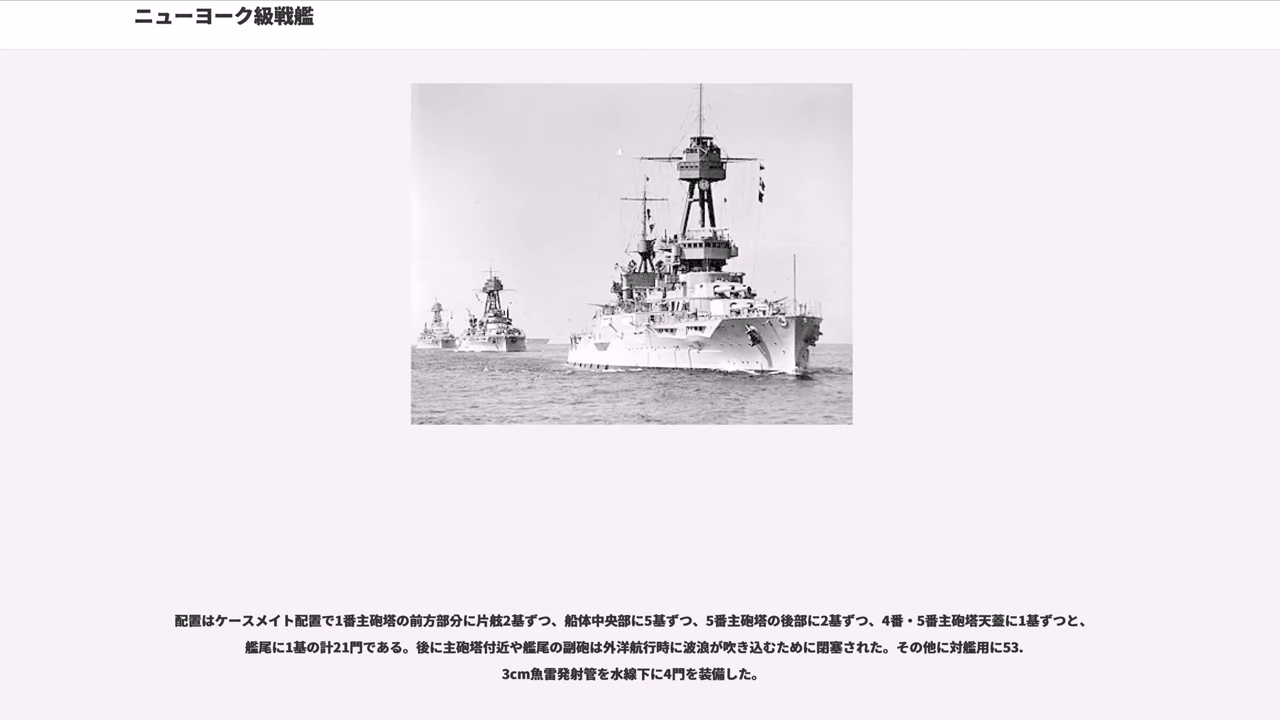 ニューヨーク級戦艦
配置はケースメイト配置で1番主砲塔の前方部分に片舷2基ずつ、船体中央部に5基ずつ、5番主砲塔の後部に2基ずつ、4番・5番主砲塔天蓋に1基ずつと、
艦尾に1基の計21門である。後に主砲塔付近や艦尾の副砲は外洋航行時に波浪が吹き込むために閉塞された。その他に対艦用に53.
3cm魚雷発射管を水線下に4門を装備した。